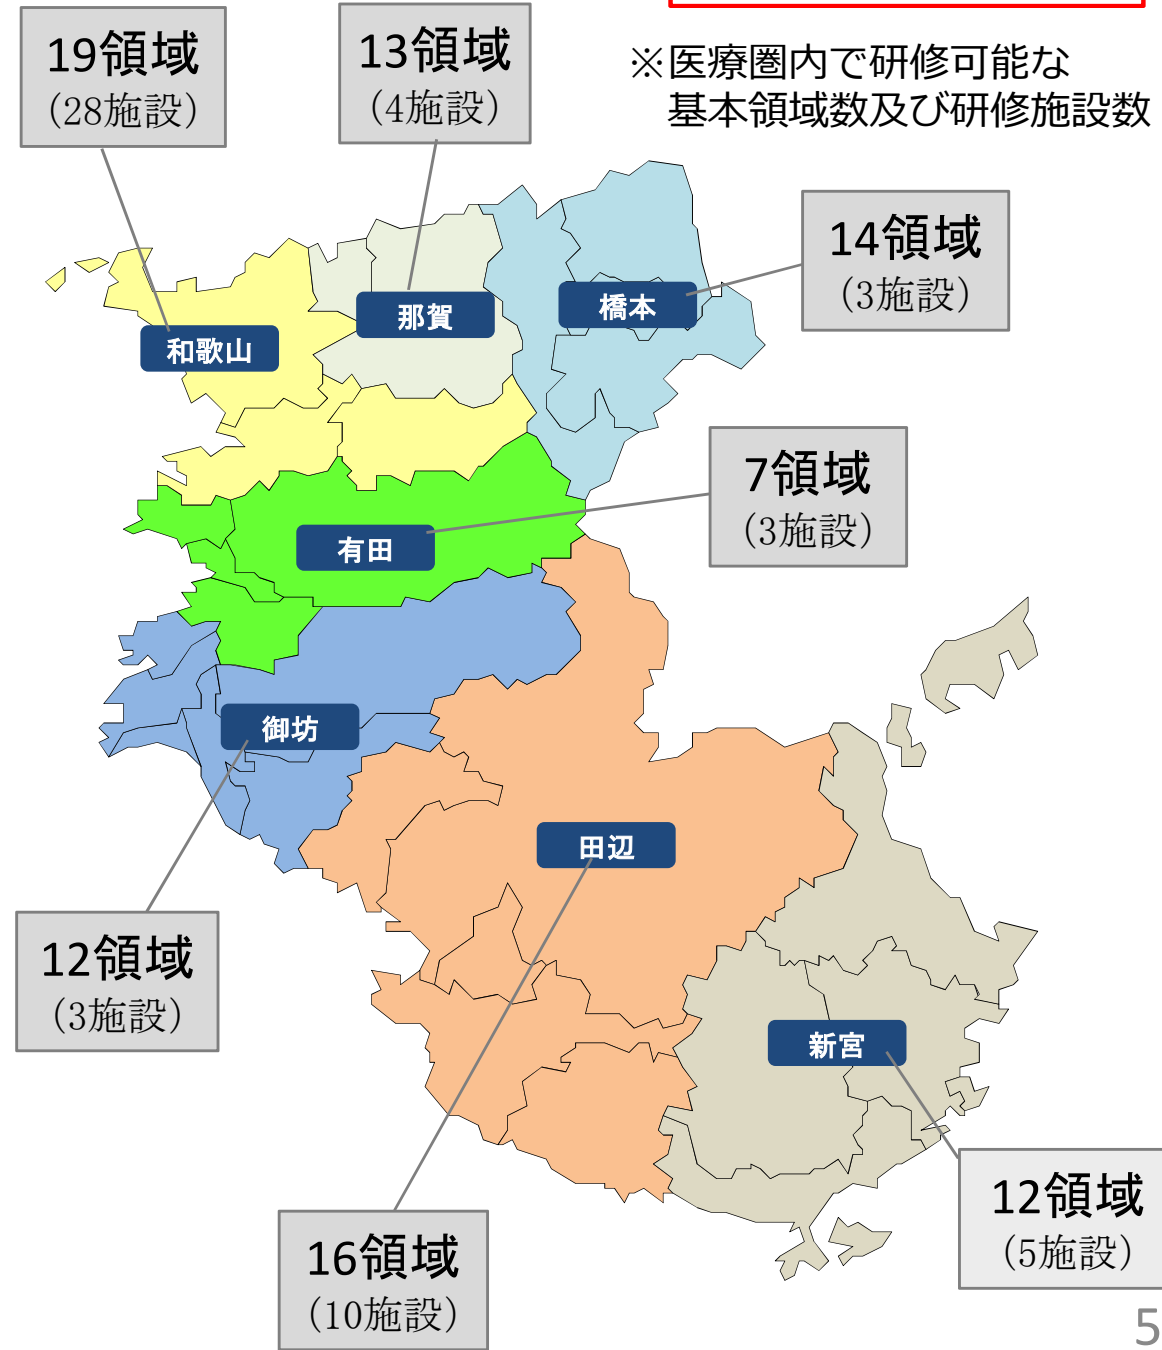 19領域
（28施設）
13領域
（4施設）
※医療圏内で研修可能な
基本領域数及び研修施設数
14領域
（3施設）
那賀
橋本
和歌山
7領域
（3施設）
有田
御坊
田辺
12領域
（3施設）
新宮
12領域
（5施設）
16領域
（10施設）
5